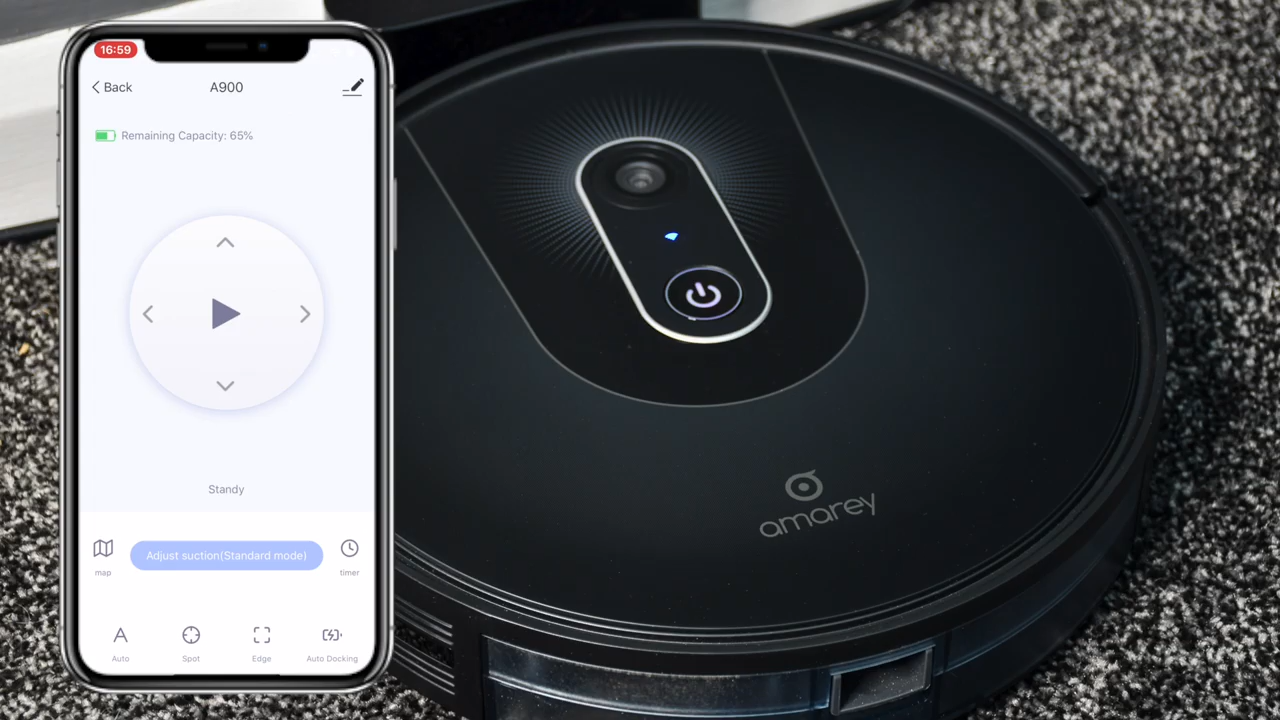 16:59
Back
A900
Remaining Capacity: 65%
Standy
Adjust suction(Standard mode)
map
timer
Auto
Spot
Edge
Auto Docking
amarey